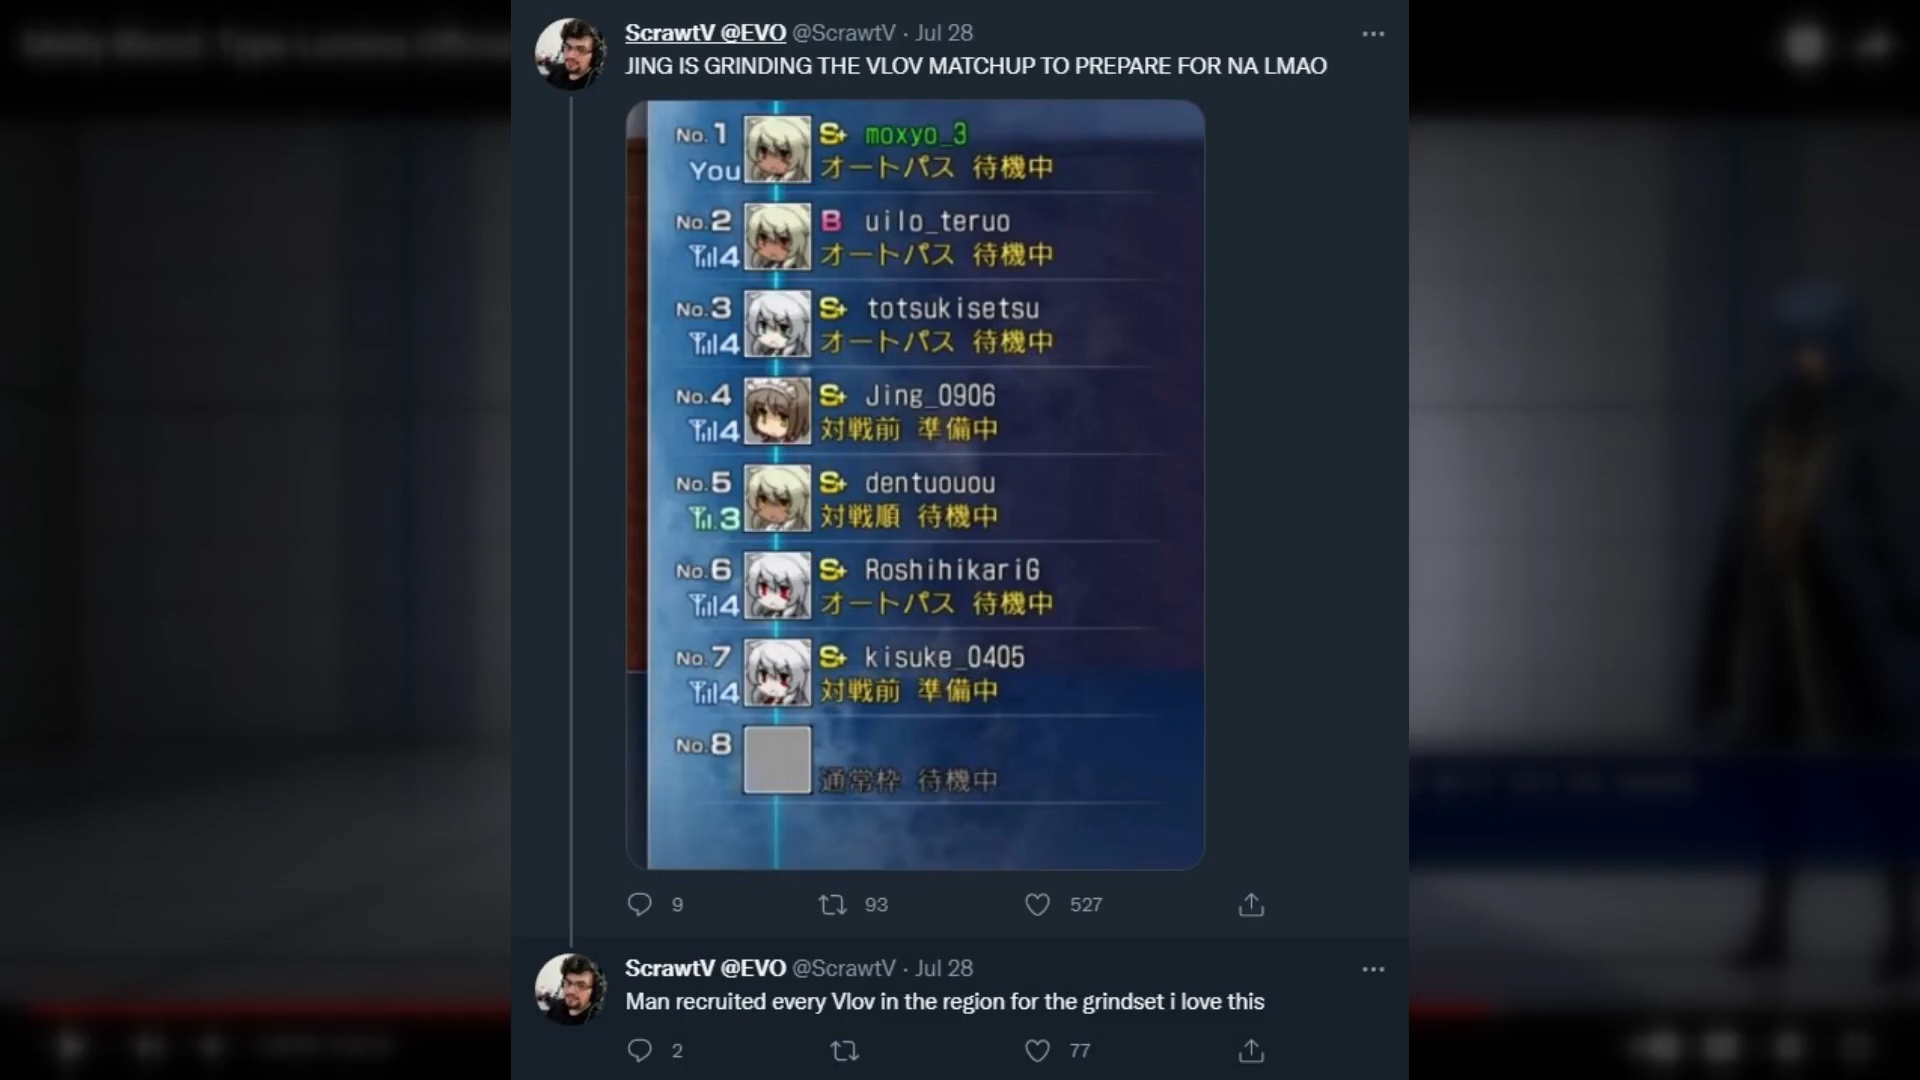 ScrawtV @EVO @ScrawtV · Jul 28
JING IS GRINDING THE VLOV MATCHUP TO PREPARE FOR NA LMAO
No.1 S+ moxyo_3
You オートパス 待機中
No.2 B uilo_teruo
4 オートパス 待機中
No.3 S+ totsukisetsu
4 オートパス 待機中
No.4 S+ Jing_0906
4 対戦前 準備中
No.5 S+ dentuouou
3 対戦順 待機中
No.6 S+ RoshihikariG
4 オートパス 待機中
No.7 S+ kisuke_0405
4 対戦前 準備中
No.8
通常枠 待機中
9 93 527
ScrawtV @EVO @ScrawtV · Jul 28
Man recruited every Vlov in the region for the grindset i love this
2 77